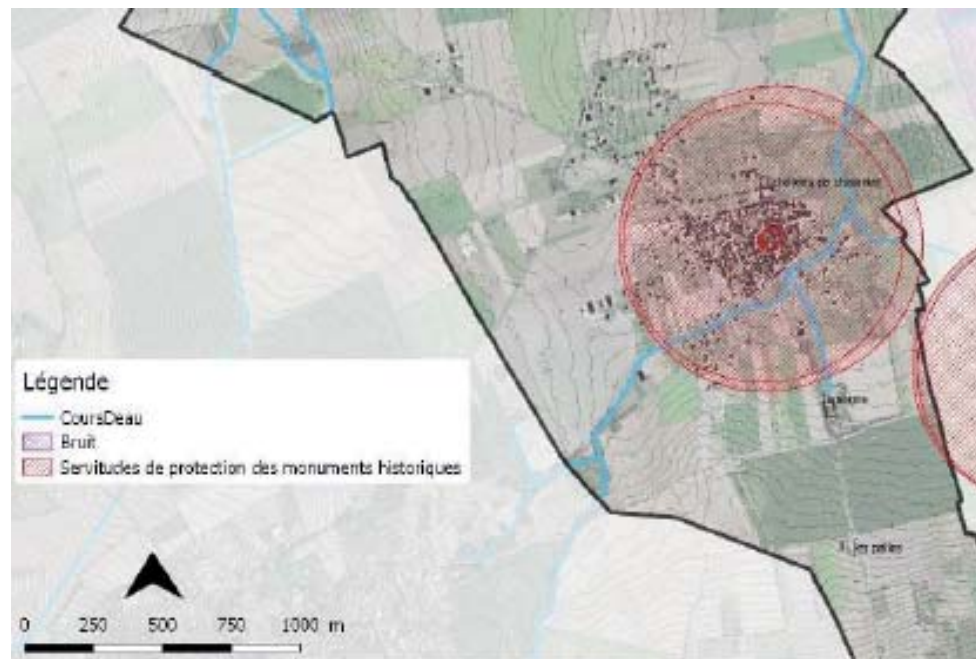 Légende
CoursDeau
Bruit
Servitudes de protection des monuments historiques
0 250 500 750 1000 m